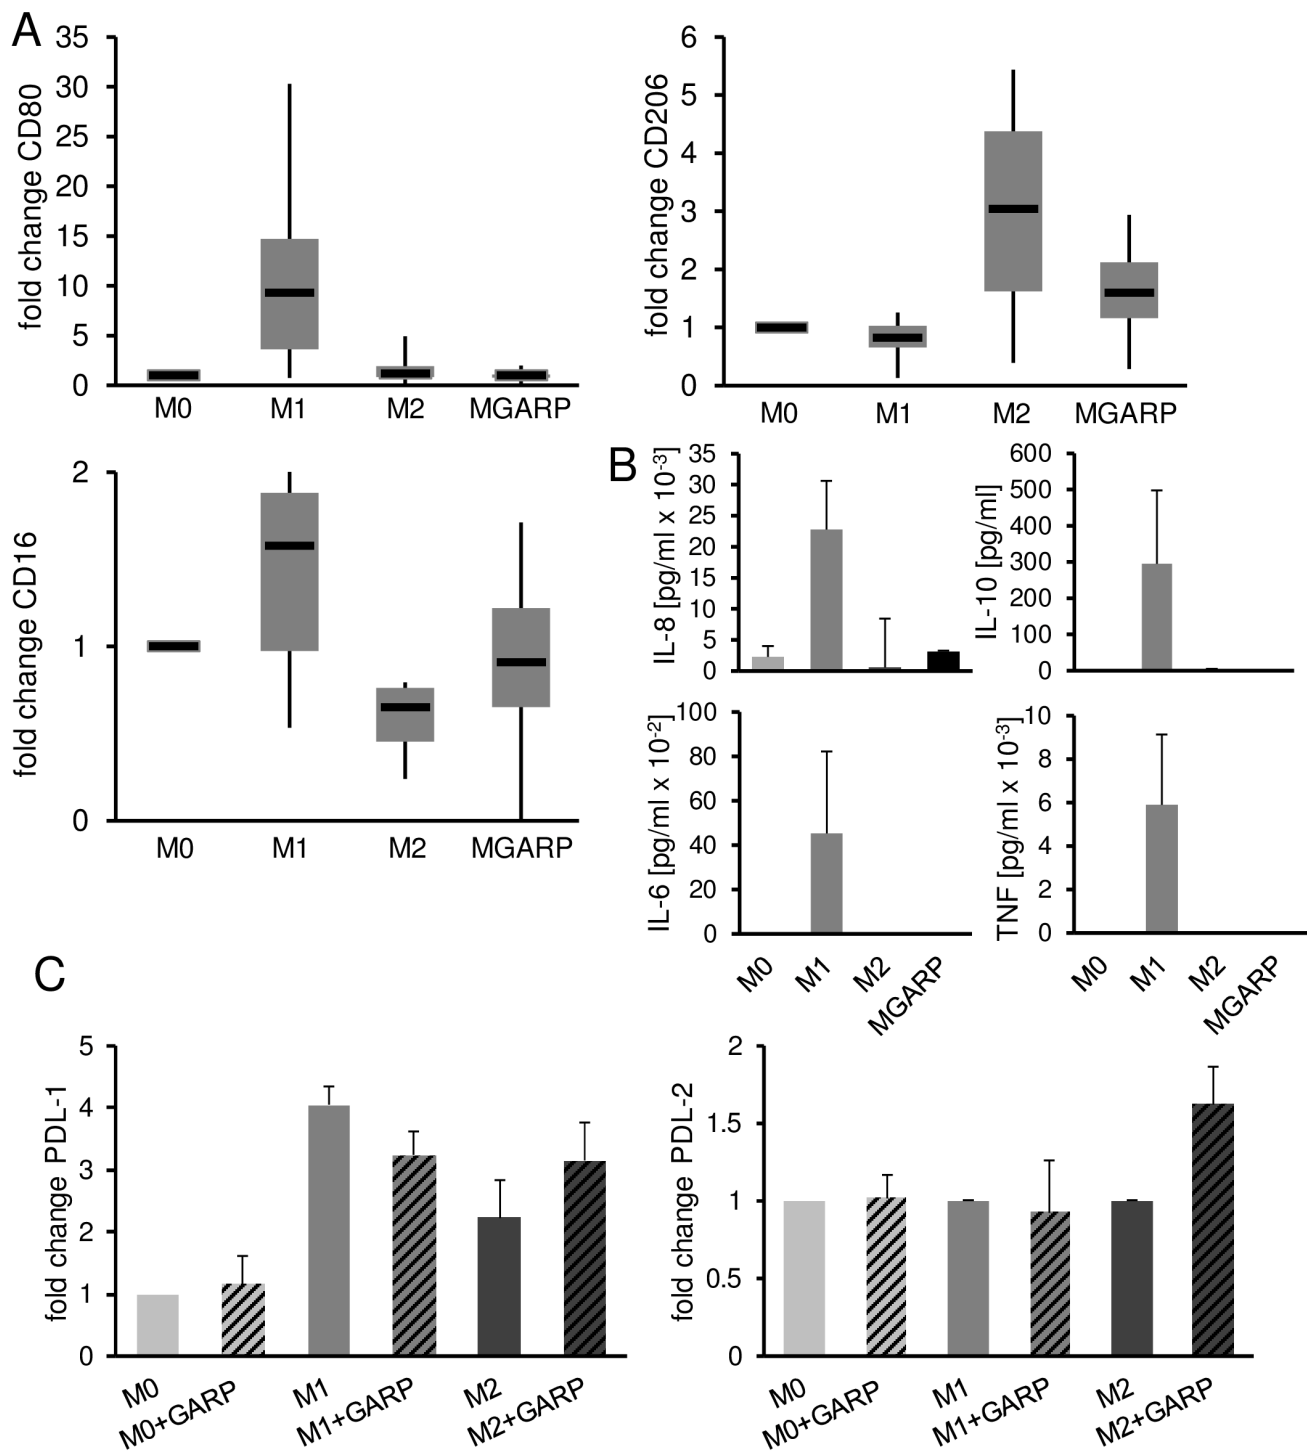 A
fold change CD80
35
30
25
20
15
10
5
0
M0 M1 M2 MGARP
fold change CD206
6
5
4
3
2
1
0
M0 M1 M2 MGARP
fold change CD16
2
1
0
M0 M1 M2 MGARP
B
IL-8 [pg/ml x 10-3]
35
30
25
20
15
10
5
0
IL-10 [pg/ml]
600
500
400
300
200
100
0
IL-6 [pg/ml x 10-2]
100
80
60
40
20
0
M0 M1 M2 MGARP
TNF [pg/ml x 10-3]
10
8
6
4
2
0
M0 M1 M2 MGARP
C
fold change PDL-1
5
4
3
2
1
0
M0 M0+GARP M1 M1+GARP M2 M2+GARP
fold change PDL-2
2
1.5
1
0.5
0
M0 M0+GARP M1 M1+GARP M2 M2+GARP